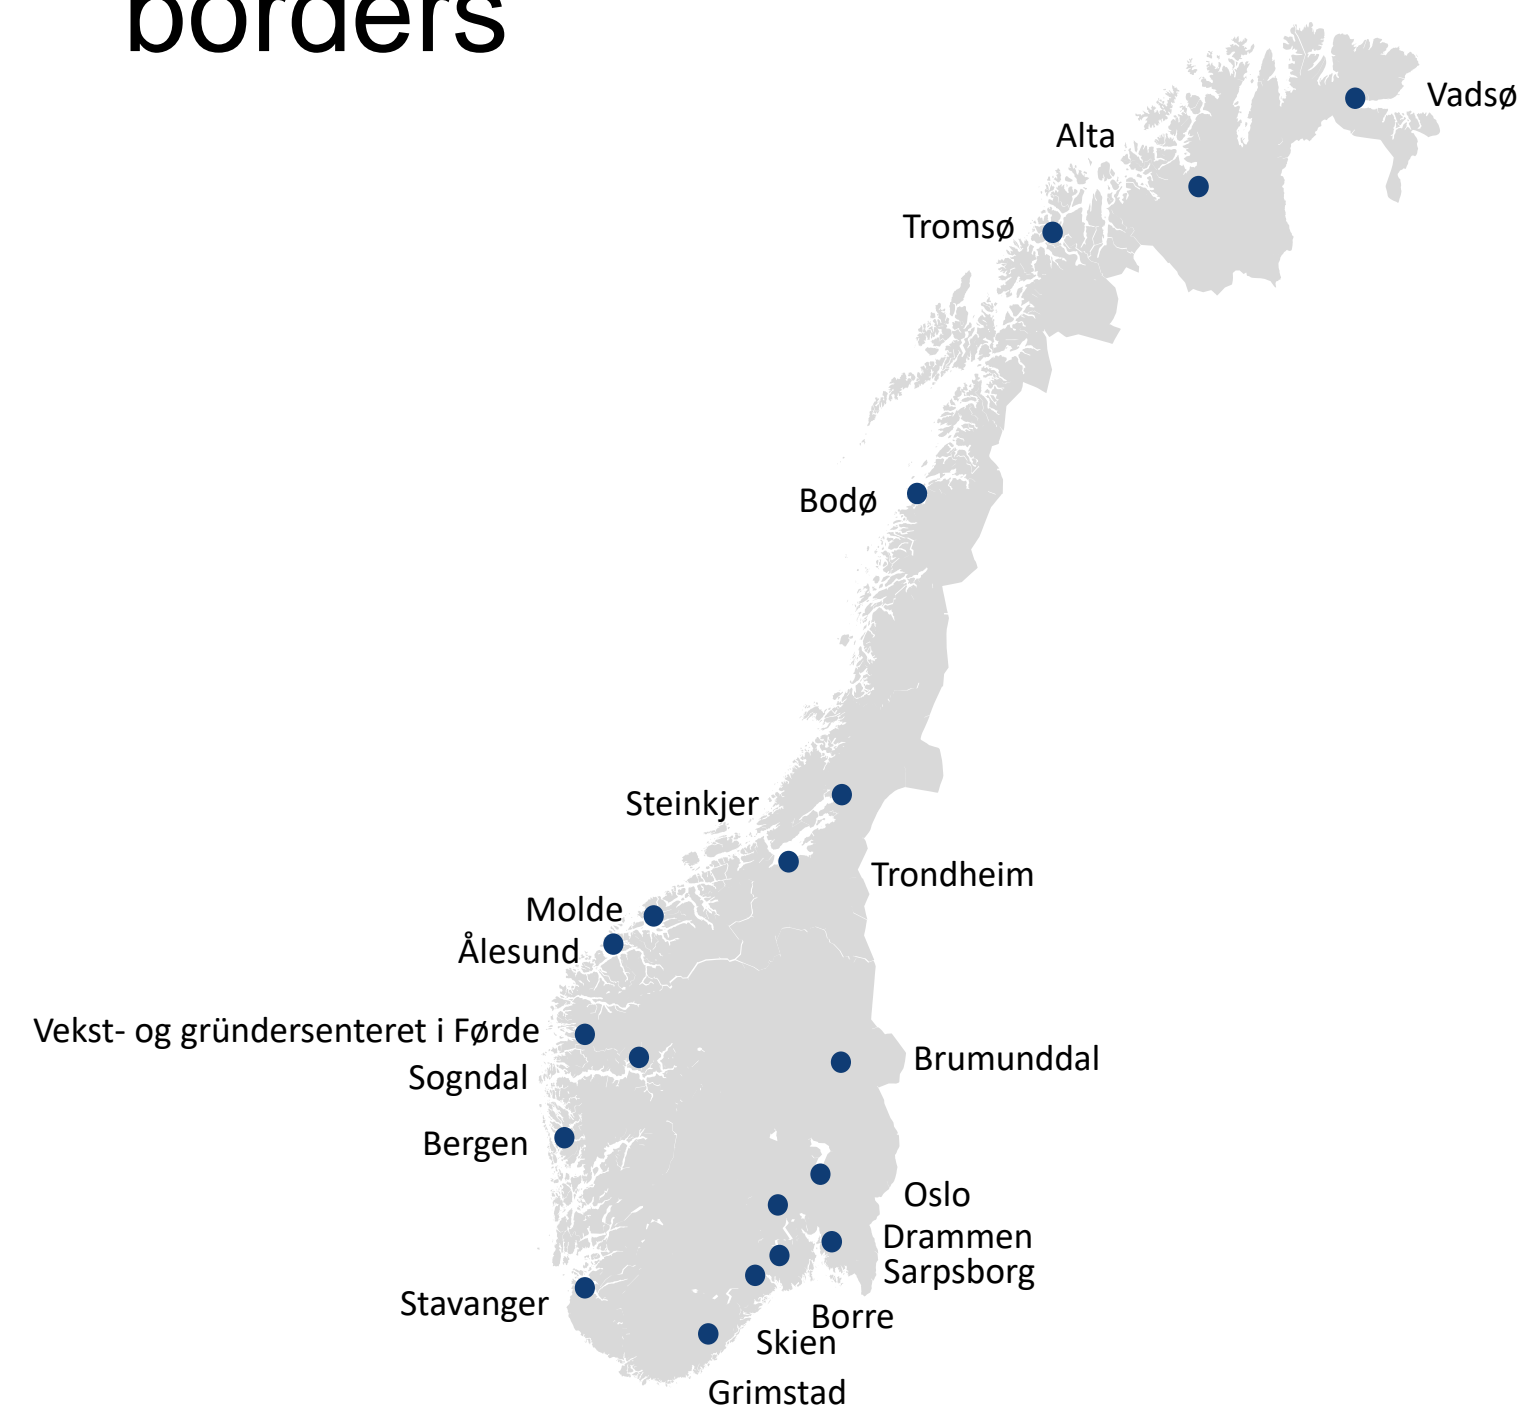 borders
Vadsø
Alta
Tromsø
Bodø
Steinkjer
Trondheim
Molde
Ålesund
Vekst- og gründersenteret i Førde
Brumunddal
Sogndal
Bergen
Oslo
Drammen
Sarpsborg
Stavanger
Borre
Skien
Grimstad